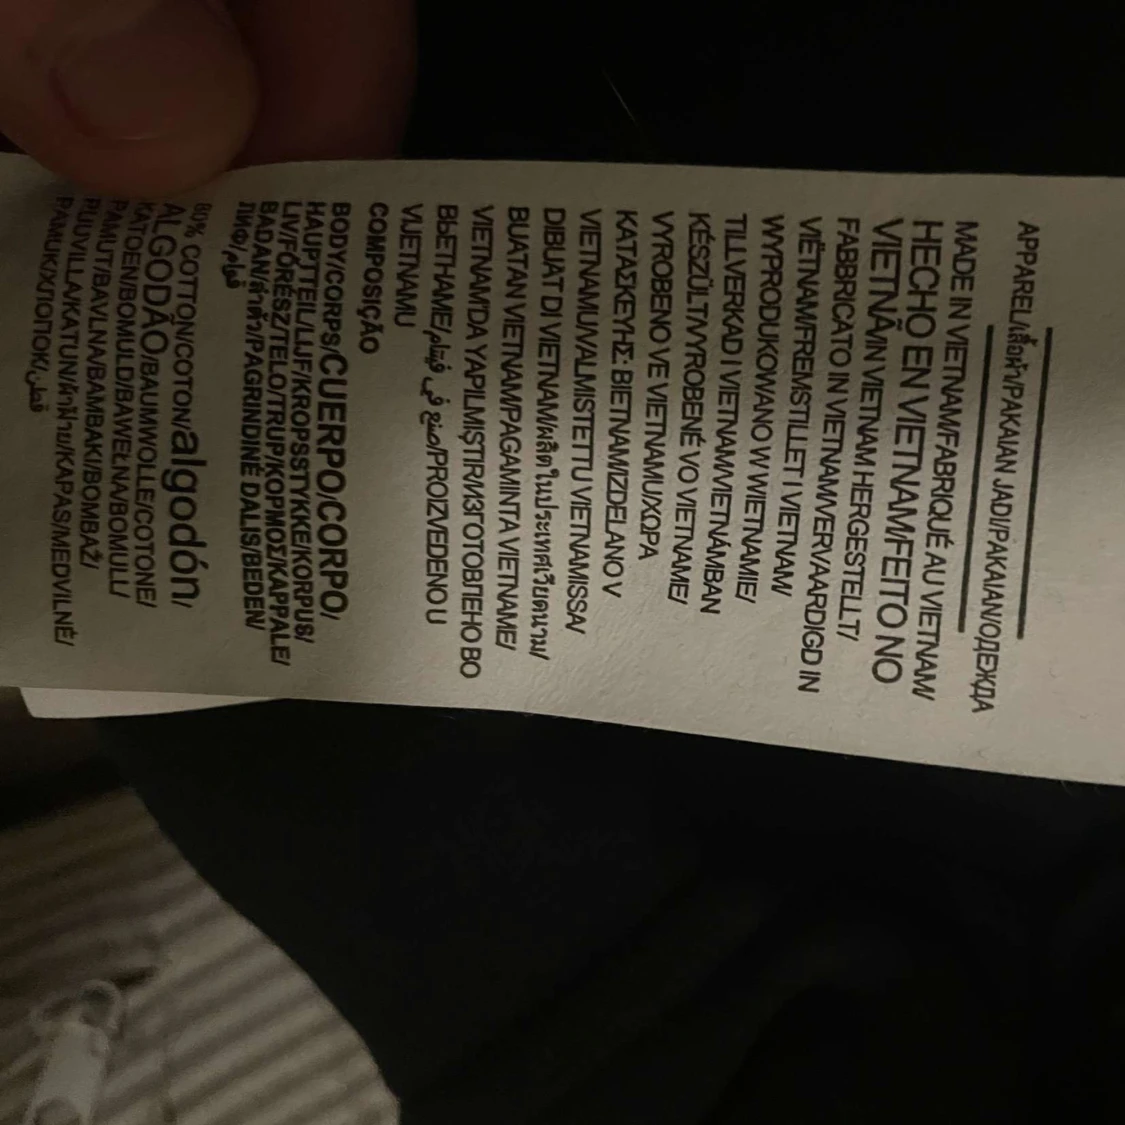 APPAREL/เสื้อผ้า/PAKAIAN JADI/PAKAIAN/ОДЕЖДА
MADE IN VIETNAM/FABRIQUÉ AU VIETNAM/
HECHO EN VIETNAM/FEITO NO
VIETNÃ/IN VIETNAM HERGESTELLT/
FABBRICATO IN VIETNAM/VERVAARDIGD IN
VIËTNAM/FREMSTILLET I VIETNAM/
WYPRODUKOWANO W WIETNAMIE/
TILLVERKAD I VIETNAM/VIETNÁMBAN
KÉSZÜLT/VYROBENÉ VO VIETNAME/
VYROBENO VE VIETNAMU/ΧΩΡΑ
ΚΑΤΑΣΚΕΥΗΣ ΒΙΕΤΝΑΜ/IZDELANO V
VIETNAMU/VALMISTETTU VIETNAMISSA/
DIBUAT DI VIETNAM/ผลิตในประเทศเวียดนาม/
BUATAN VIETNAM/PAGAMINTA VIETNAME/
VIETNAM'DA YAPILMIŞTIR/ИЗГОТОВЛЕНО ВО
ВЬЕТНАМЕ/صنع في فيتنام/PROIZVEDENO U
VIJETNAMU
COMPOSIÇÃO
BODY/CORPS/CUERPO/CORPO/
HAUPTTEIL/LIJF/KROPSSTYKKE/KORPUS/
LIV/FŐRÉSZ/TELO/TRUP/ΚΟΡΜΟΣ/KAPPALE/
BADAN/ลำตัว/PAGRINDINĖ DALIS/BEDEN/
ЛИФ/قوام
80% COTTON/COTON/algodón/
ALGODÃO/BAUMWOLLE/COTONE/
KATOEN/BOMULD/BAWEŁNA/BOMULL/
PAMUT/BAVLNA/BAMBAKI/BOMBAŽ/
PUUVILLA/KATUN/ผ้าฝ้าย/KAPAS/MEDVILNĖ/
PAMUK/ХЛОПОК/قطن